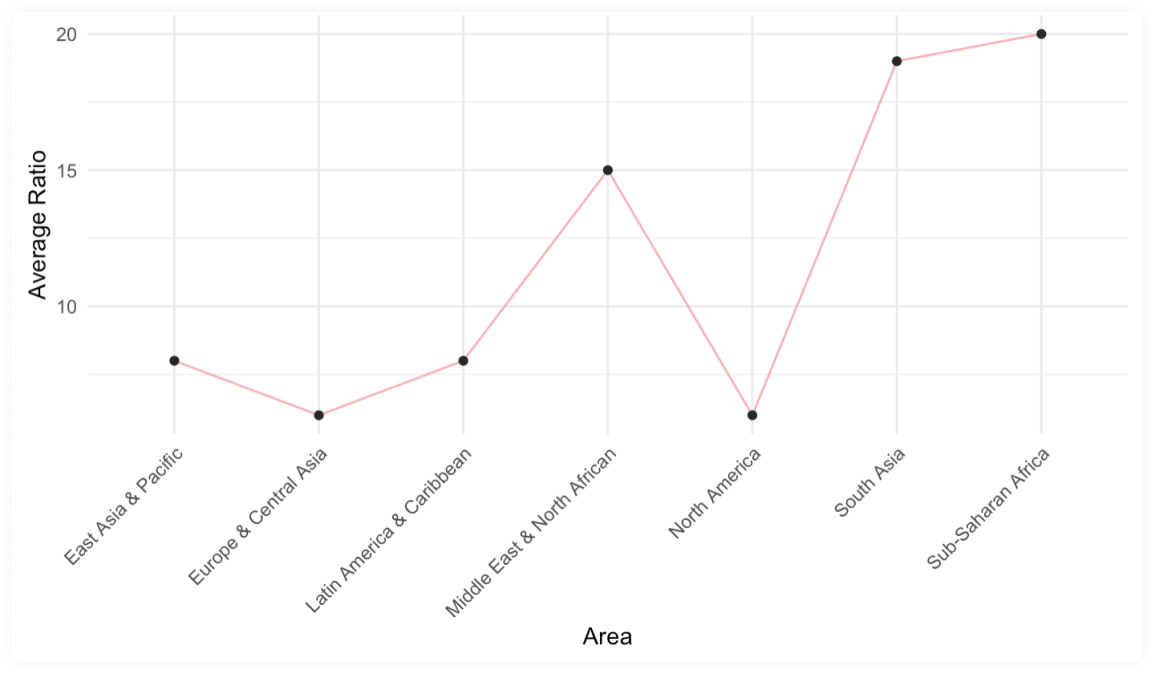 20
15
10
Average Ratio
East Asia & Pacific
Europe & Central Asia
Latin America & Caribbean
Middle East & North African
North America
South Asia
Sub-Saharan Africa
Area